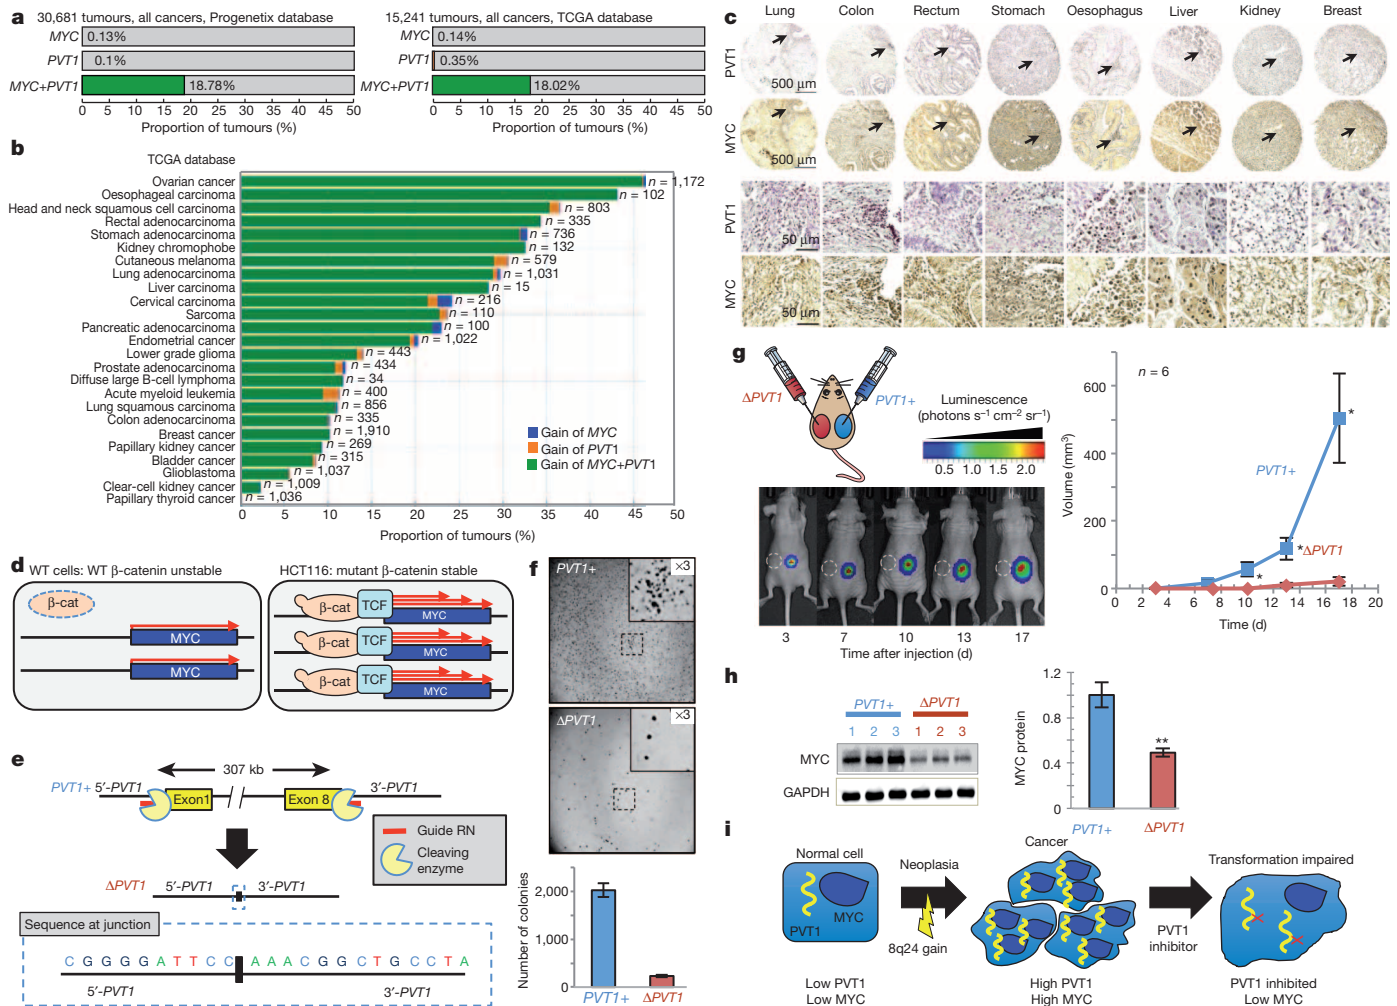 a
30,681 tumours, all cancers, Progenetix database
MYC 0.13%
PVT1 0.1%
MYC+PVT1 18.78%
0 5 10 15 20 25 30 35 40 45 50
Proportion of tumours (%)
15,241 tumours, all cancers, TCGA database
MYC 0.14%
PVT1 0.35%
MYC+PVT1 18.02%
0 5 10 15 20 25 30 35 40 45 50
Proportion of tumours (%)
b
TCGA database
Ovarian cancer n = 1,172
Oesophageal carcinoma n = 102
Head and neck squamous cell carcinoma n = 803
Rectal adenocarcinoma n = 335
Stomach adenocarcinoma n = 736
Kidney chromophobe n = 132
Cutaneous melanoma n = 579
Lung adenocarcinoma n = 1,031
Liver carcinoma n = 15
Cervical carcinoma n = 216
Sarcoma n = 110
Pancreatic adenocarcinoma n = 100
Endometrial cancer n = 1,022
Lower grade glioma n = 443
Prostate adenocarcinoma n = 434
Diffuse large B-cell lymphoma n = 34
Acute myeloid leukemia n = 400
Lung squamous carcinoma n = 856
Colon adenocarcinoma n = 335
Breast cancer n = 1,910
Papillary kidney cancer n = 269
Bladder cancer n = 315
Glioblastoma n = 1,037
Clear-cell kidney cancer n = 1,009
Papillary thyroid cancer n = 1,036
Gain of MYC
Gain of PVT1
Gain of MYC+PVT1
0 5 10 15 20 25 30 35 40 45 50
Proportion of tumours (%)
c
Lung Colon Rectum Stomach Oesophagus Liver Kidney Breast
PVT1
500 µm
MYC
500 µm
PVT1
50 µm
MYC
50 µm
d
WT cells: WT β-catenin unstable
β-cat
MYC
MYC
HCT116: mutant β-catenin stable
β-cat TCF MYC
β-cat TCF MYC
β-cat TCF MYC
e
307 kb
PVT1+ 5′-PVT1 3′-PVT1
Exon1 Exon 8
Guide RN
Cleaving
enzyme
ΔPVT1 5′-PVT1 3′-PVT1
Sequence at junction
C G G G G A T T C C A A A C G G C T G C C T A
5′-PVT1 3′-PVT1
f
PVT1+ ×3
ΔPVT1 ×3
Number of colonies
2,000
1,000
0
PVT1+ ΔPVT1
g
ΔPVT1 PVT1+
Luminescence
(photons s⁻¹ cm⁻² sr⁻¹)
0.5 1.0 1.5 2.0
3 7 10 13 17
Time after injection (d)
n = 6
Volume (mm³)
600
400
200
0
PVT1+
*
* ΔPVT1
*
0 2 4 6 8 10 12 14 16 18 20
Time (d)
h
PVT1+ ΔPVT1
1 2 3 1 2 3
MYC
GAPDH
MYC protein
1.2
0.8
0.4
0
**
PVT1+ ΔPVT1
i
Normal cell
PVT1 MYC
Low PVT1
Low MYC
Neoplasia
8q24 gain
Cancer
High PVT1
High MYC
PVT1
inhibitor
Transformation impaired
PVT1 inhibited
Low MYC